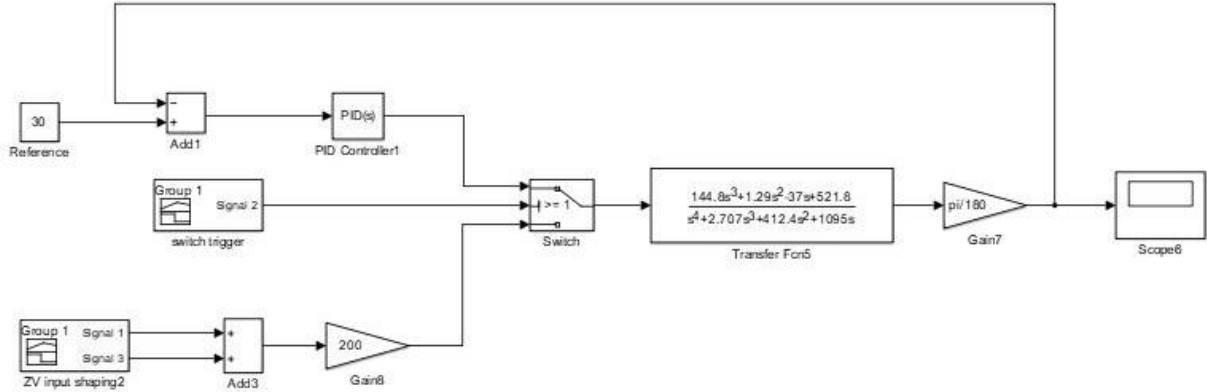 −
+
30
Reference
Add1
PID(s)
PID Controller1
Group 1
Signal 2
switch trigger
>= 1
Switch
144.8s³+1.29s²-37s+521.8
s⁴+2.707s³+412.4s²+1095s
Transfer Fcn5
pi/180
Gain7
Scope6
Group 1
Signal 1
Signal 3
ZV input shaping2
+
+
Add3
200
Gain8